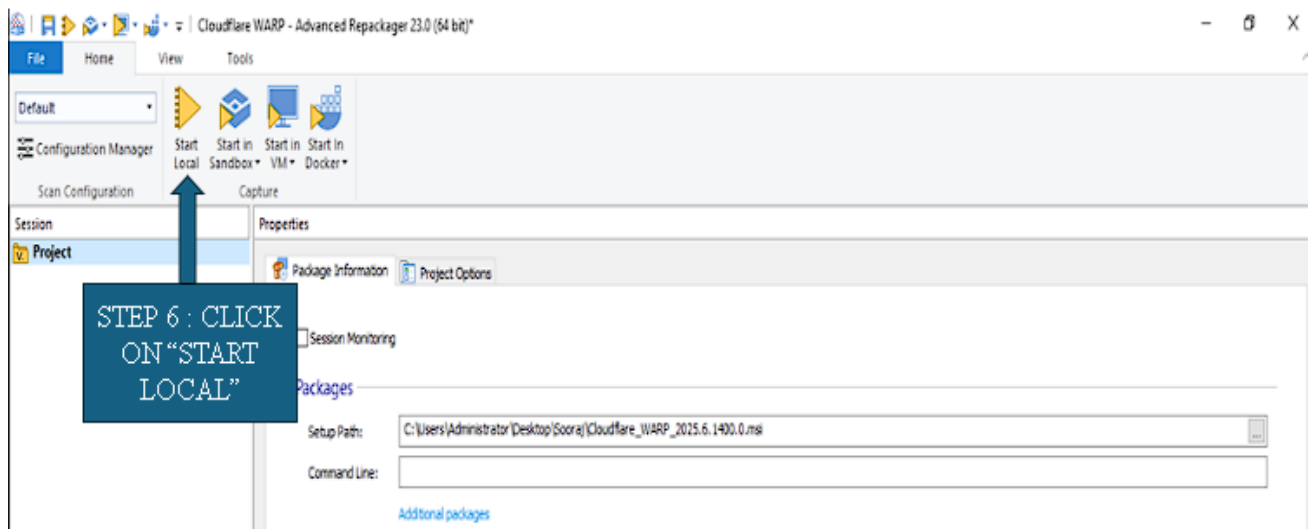 Cloudflare WARP - Advanced Repackager 23.0 (64 bit)*
File Home View Tools
Default
Configuration Manager
Start Local
Start in Sandbox
Start in VM
Start In Docker
Scan Configuration
Capture
Session
Properties
Project
Package Information
Project Options
STEP 6 : CLICK
ON “START
LOCAL”
Session Monitoring
Packages
Setup Path: C:\Users\Administrator\Desktop\Sooraj\Cloudflare_WARP_2025.6.1400.0.msi
...
Command Line:
Additional packages